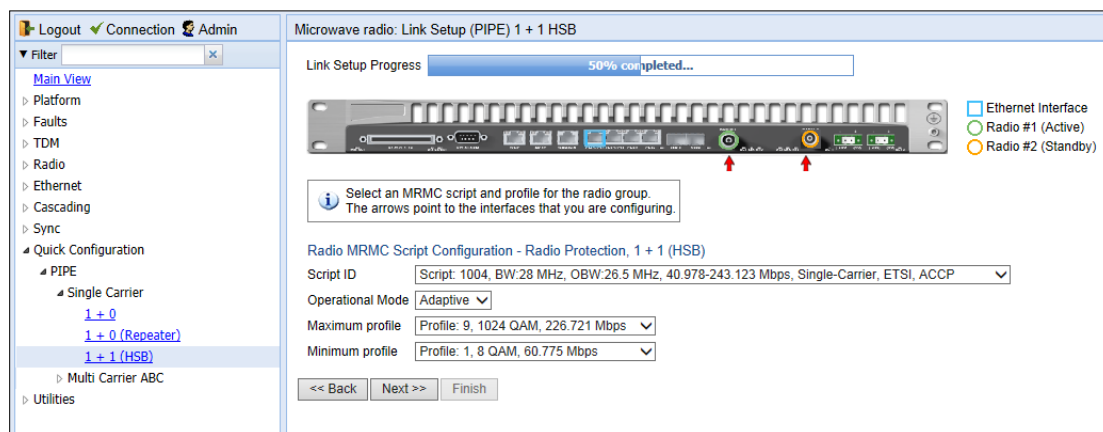 Logout Connection Admin
Microwave radio: Link Setup (PIPE) 1 + 1 HSB
Filter
Main View
Platform
Faults
TDM
Radio
Ethernet
Cascading
Sync
Quick Configuration
PIPE
Single Carrier
1 + 0
1 + 0 (Repeater)
1 + 1 (HSB)
Multi Carrier ABC
Utilities
Link Setup Progress 50% completed...
Ethernet Interface
Radio #1 (Active)
Radio #2 (Standby)
Select an MRMC script and profile for the radio group.
The arrows point to the interfaces that you are configuring.
Radio MRMC Script Configuration - Radio Protection, 1 + 1 (HSB)
Script ID Script: 1004, BW:28 MHz, OBW:26.5 MHz, 40.978-243.123 Mbps, Single-Carrier, ETSI, ACCP
Operational Mode Adaptive
Maximum profile Profile: 9, 1024 QAM, 226.721 Mbps
Minimum profile Profile: 1, 8 QAM, 60.775 Mbps
<< Back Next >> Finish